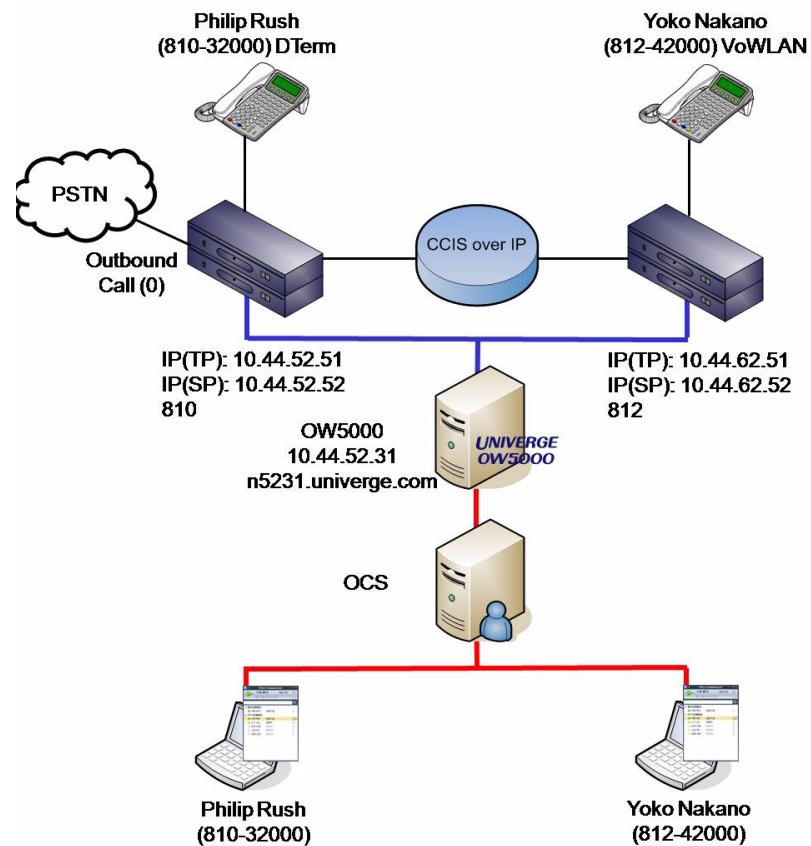 Philip Rush
(810-32000) DTerm
Yoko Nakano
(812-42000) VoWLAN
PSTN
Outbound
Call (0)
CCIS over IP
IP(TP): 10.44.52.51
IP(SP): 10.44.52.52
810
IP(TP): 10.44.62.51
IP(SP): 10.44.62.52
812
OW5000
10.44.52.31
n5231.univerge.com
UNIVERGE
OW5000
OCS
Philip Rush
(810-32000)
Yoko Nakano
(812-42000)